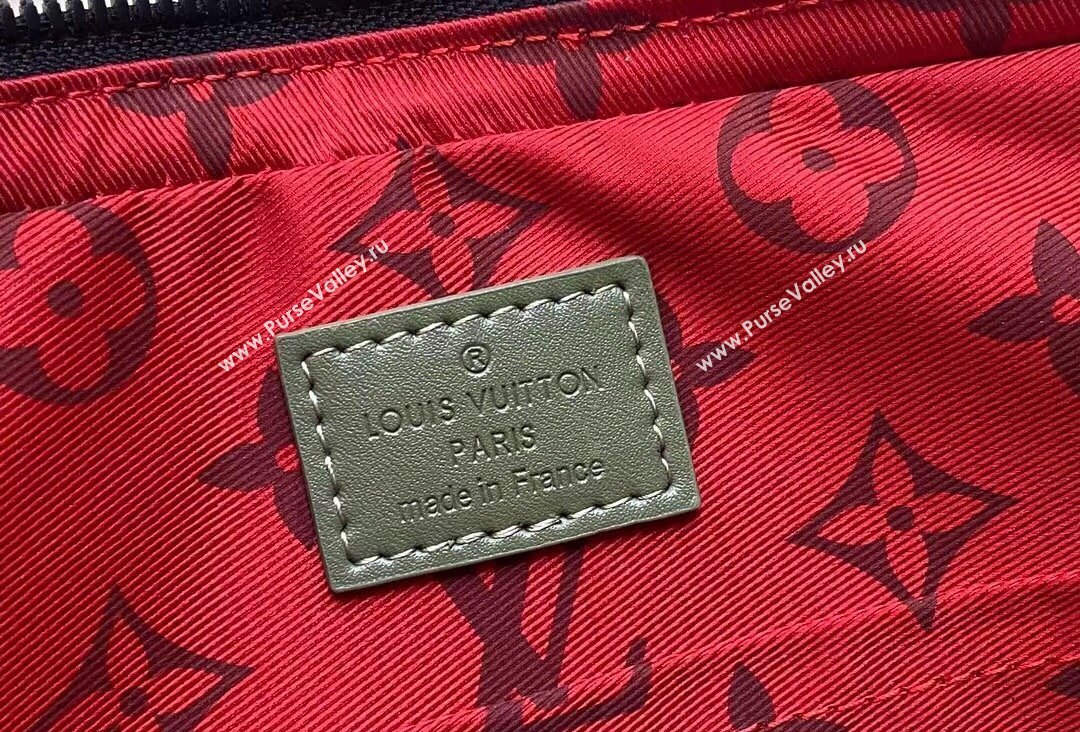 www.PurseValley.ru
www.PurseValley.ru
®
LOUIS VUITTON
PARIS
made in France